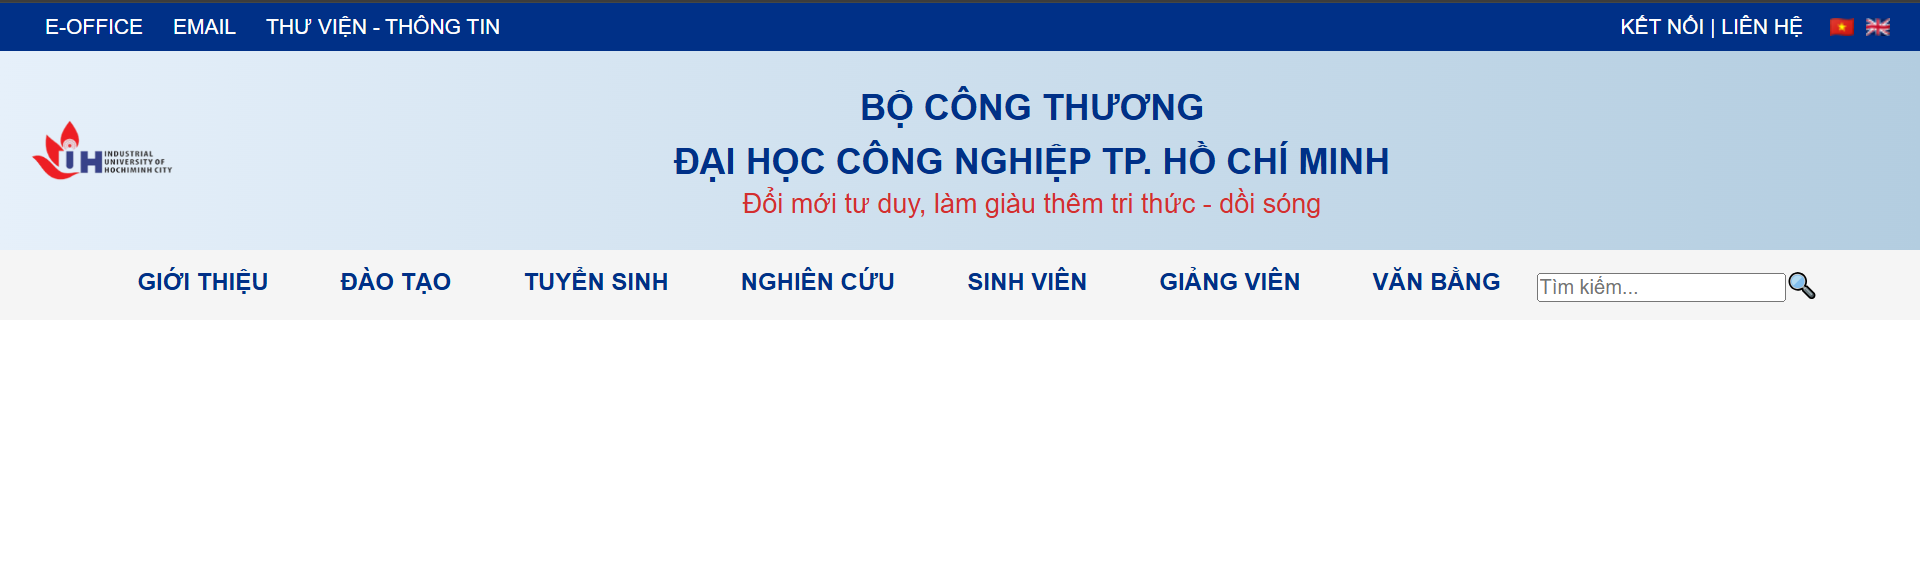 E-OFFICE EMAIL THƯ VIỆN - THÔNG TIN KẾT NỐI | LIÊN HỆ
BỘ CÔNG THƯƠNG
ĐẠI HỌC CÔNG NGHIỆP TP. HỒ CHÍ MINH
Đổi mới tư duy, làm giàu thêm tri thức - dồi sóng
IUH INDUSTRIAL
UNIVERSITY OF
HOCHIMINH CITY
GIỚI THIỆU ĐÀO TẠO TUYỂN SINH NGHIÊN CỨU SINH VIÊN GIẢNG VIÊN VĂN BẰNG Tìm kiếm...